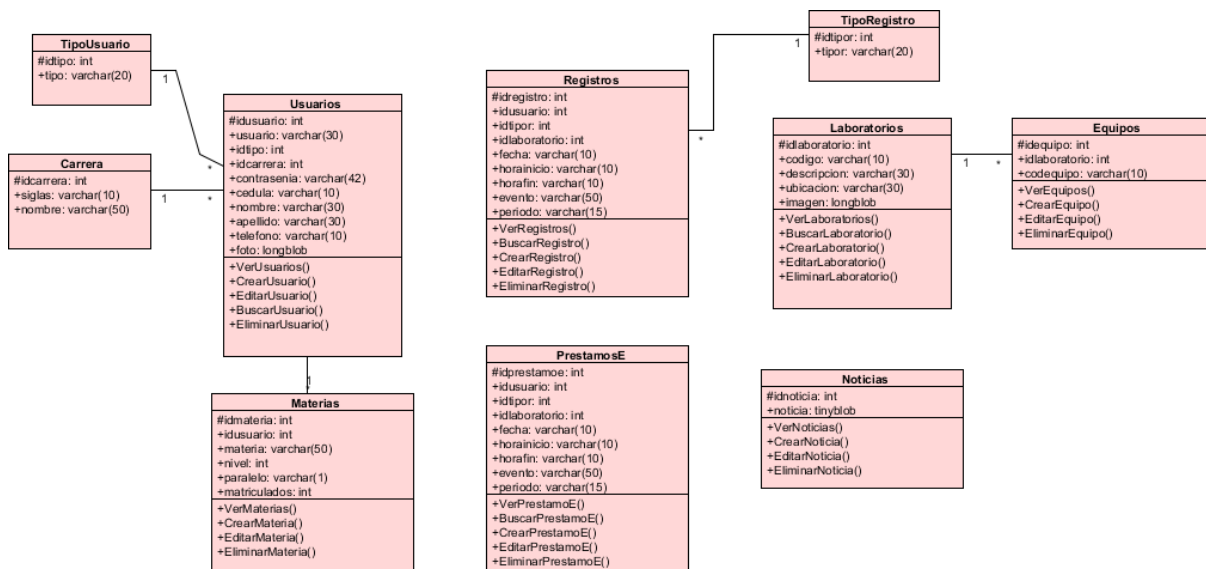 TipoUsuario
#idtipo: int
+tipo: varchar(20)
1
*
Carrera
#idcarrera: int
+siglas: varchar(10)
+nombre: varchar(50)
1
*
Usuarios
#idusuario: int
+usuario: varchar(30)
+idtipo: int
+idcarrera: int
+contrasenia: varchar(42)
+cedula: varchar(10)
+nombre: varchar(30)
+apellido: varchar(30)
+telefono: varchar(10)
+foto: longblob
+VerUsuarios()
+CrearUsuario()
+EditarUsuario()
+BuscarUsuario()
+EliminarUsuario()
1
*
Materias
#idmateria: int
+idusuario: int
+materia: varchar(50)
+nivel: int
+paralelo: varchar(1)
+matriculados: int
+VerMaterias()
+CrearMateria()
+EditarMateria()
+EliminarMateria()
Registros
#idregistro: int
+idusuario: int
+idtipor: int
+idlaboratorio: int
+fecha: varchar(10)
+horainicio: varchar(10)
+horafin: varchar(10)
+evento: varchar(50)
+periodo: varchar(15)
+VerRegistros()
+BuscarRegistro()
+CrearRegistro()
+EditarRegistro()
+EliminarRegistro()
*
1
TipoRegistro
#idtipor: int
+tipor: varchar(20)
Laboratorios
#idlaboratorio: int
+codigo: varchar(10)
+descripcion: varchar(30)
+ubicacion: varchar(30)
+imagen: longblob
+VerLaboratorios()
+BuscarLaboratorio()
+CrearLaboratorio()
+EditarLaboratorio()
+EliminarLaboratorio()
1
*
Equipos
#idequipo: int
+idlaboratorio: int
+codequipo: varchar(10)
+VerEquipos()
+CrearEquipo()
+EditarEquipo()
+EliminarEquipo()
PrestamosE
#idprestamoe: int
+idusuario: int
+idtipor: int
+idlaboratorio: int
+fecha: varchar(10)
+horainicio: varchar(10)
+horafin: varchar(10)
+evento: varchar(50)
+periodo: varchar(15)
+VerPrestamoE()
+BuscarPrestamoE()
+CrearPrestamoE()
+EditarPrestamoE()
+EliminarPrestamoE()
Noticias
#idnoticia: int
+noticia: tinyblob
+VerNoticias()
+CrearNoticia()
+EditarNoticia()
+EliminarNoticia()